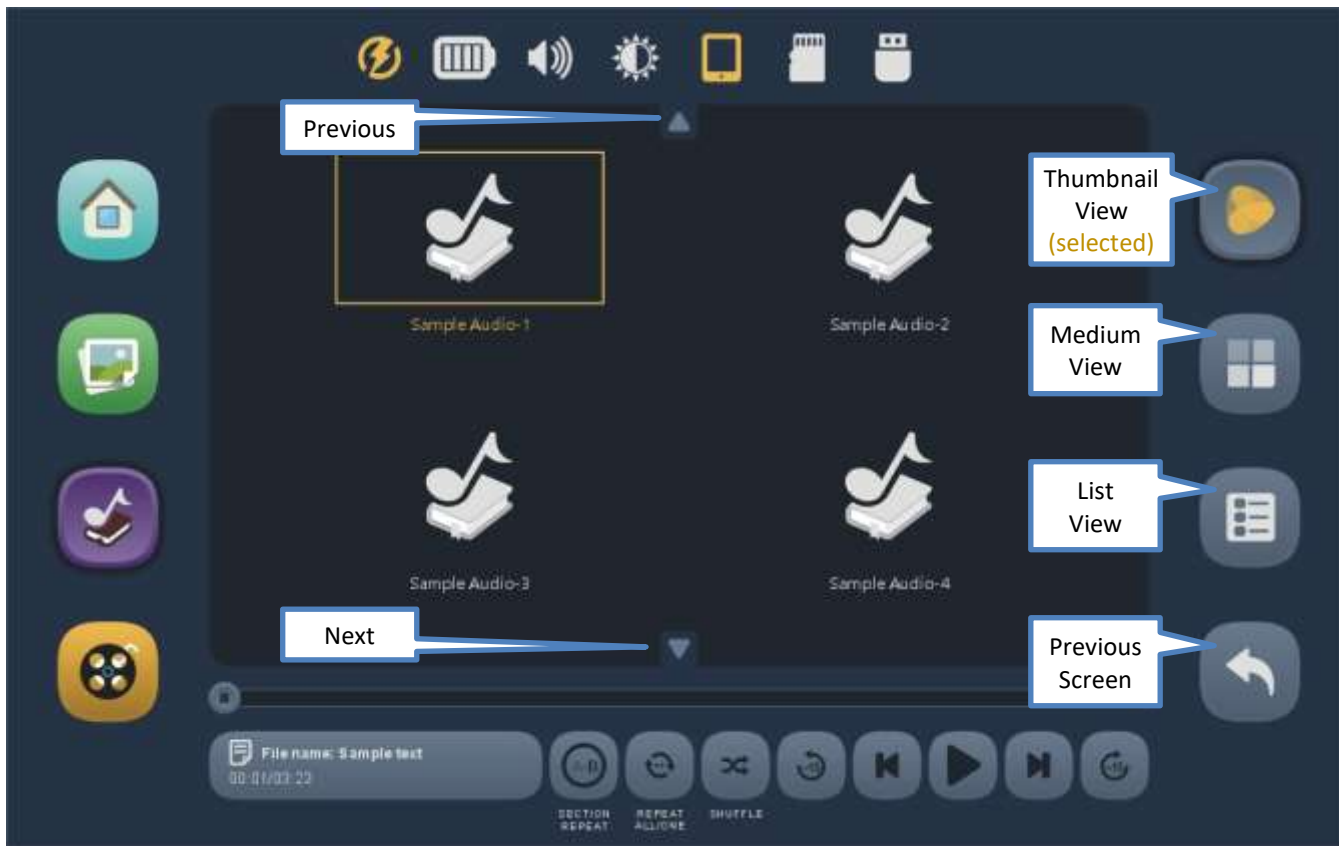 Previous
Thumbnail
View
(selected)
Sample Audio-1
Sample Audio-2
Medium
View
List
View
Sample Audio-3
Sample Audio-4
Next
Previous
Screen
File name: Sample text
00:01/03:23
A-B
SECTION
REPEAT
REPEAT
ALL/ONE
SHUFFLE